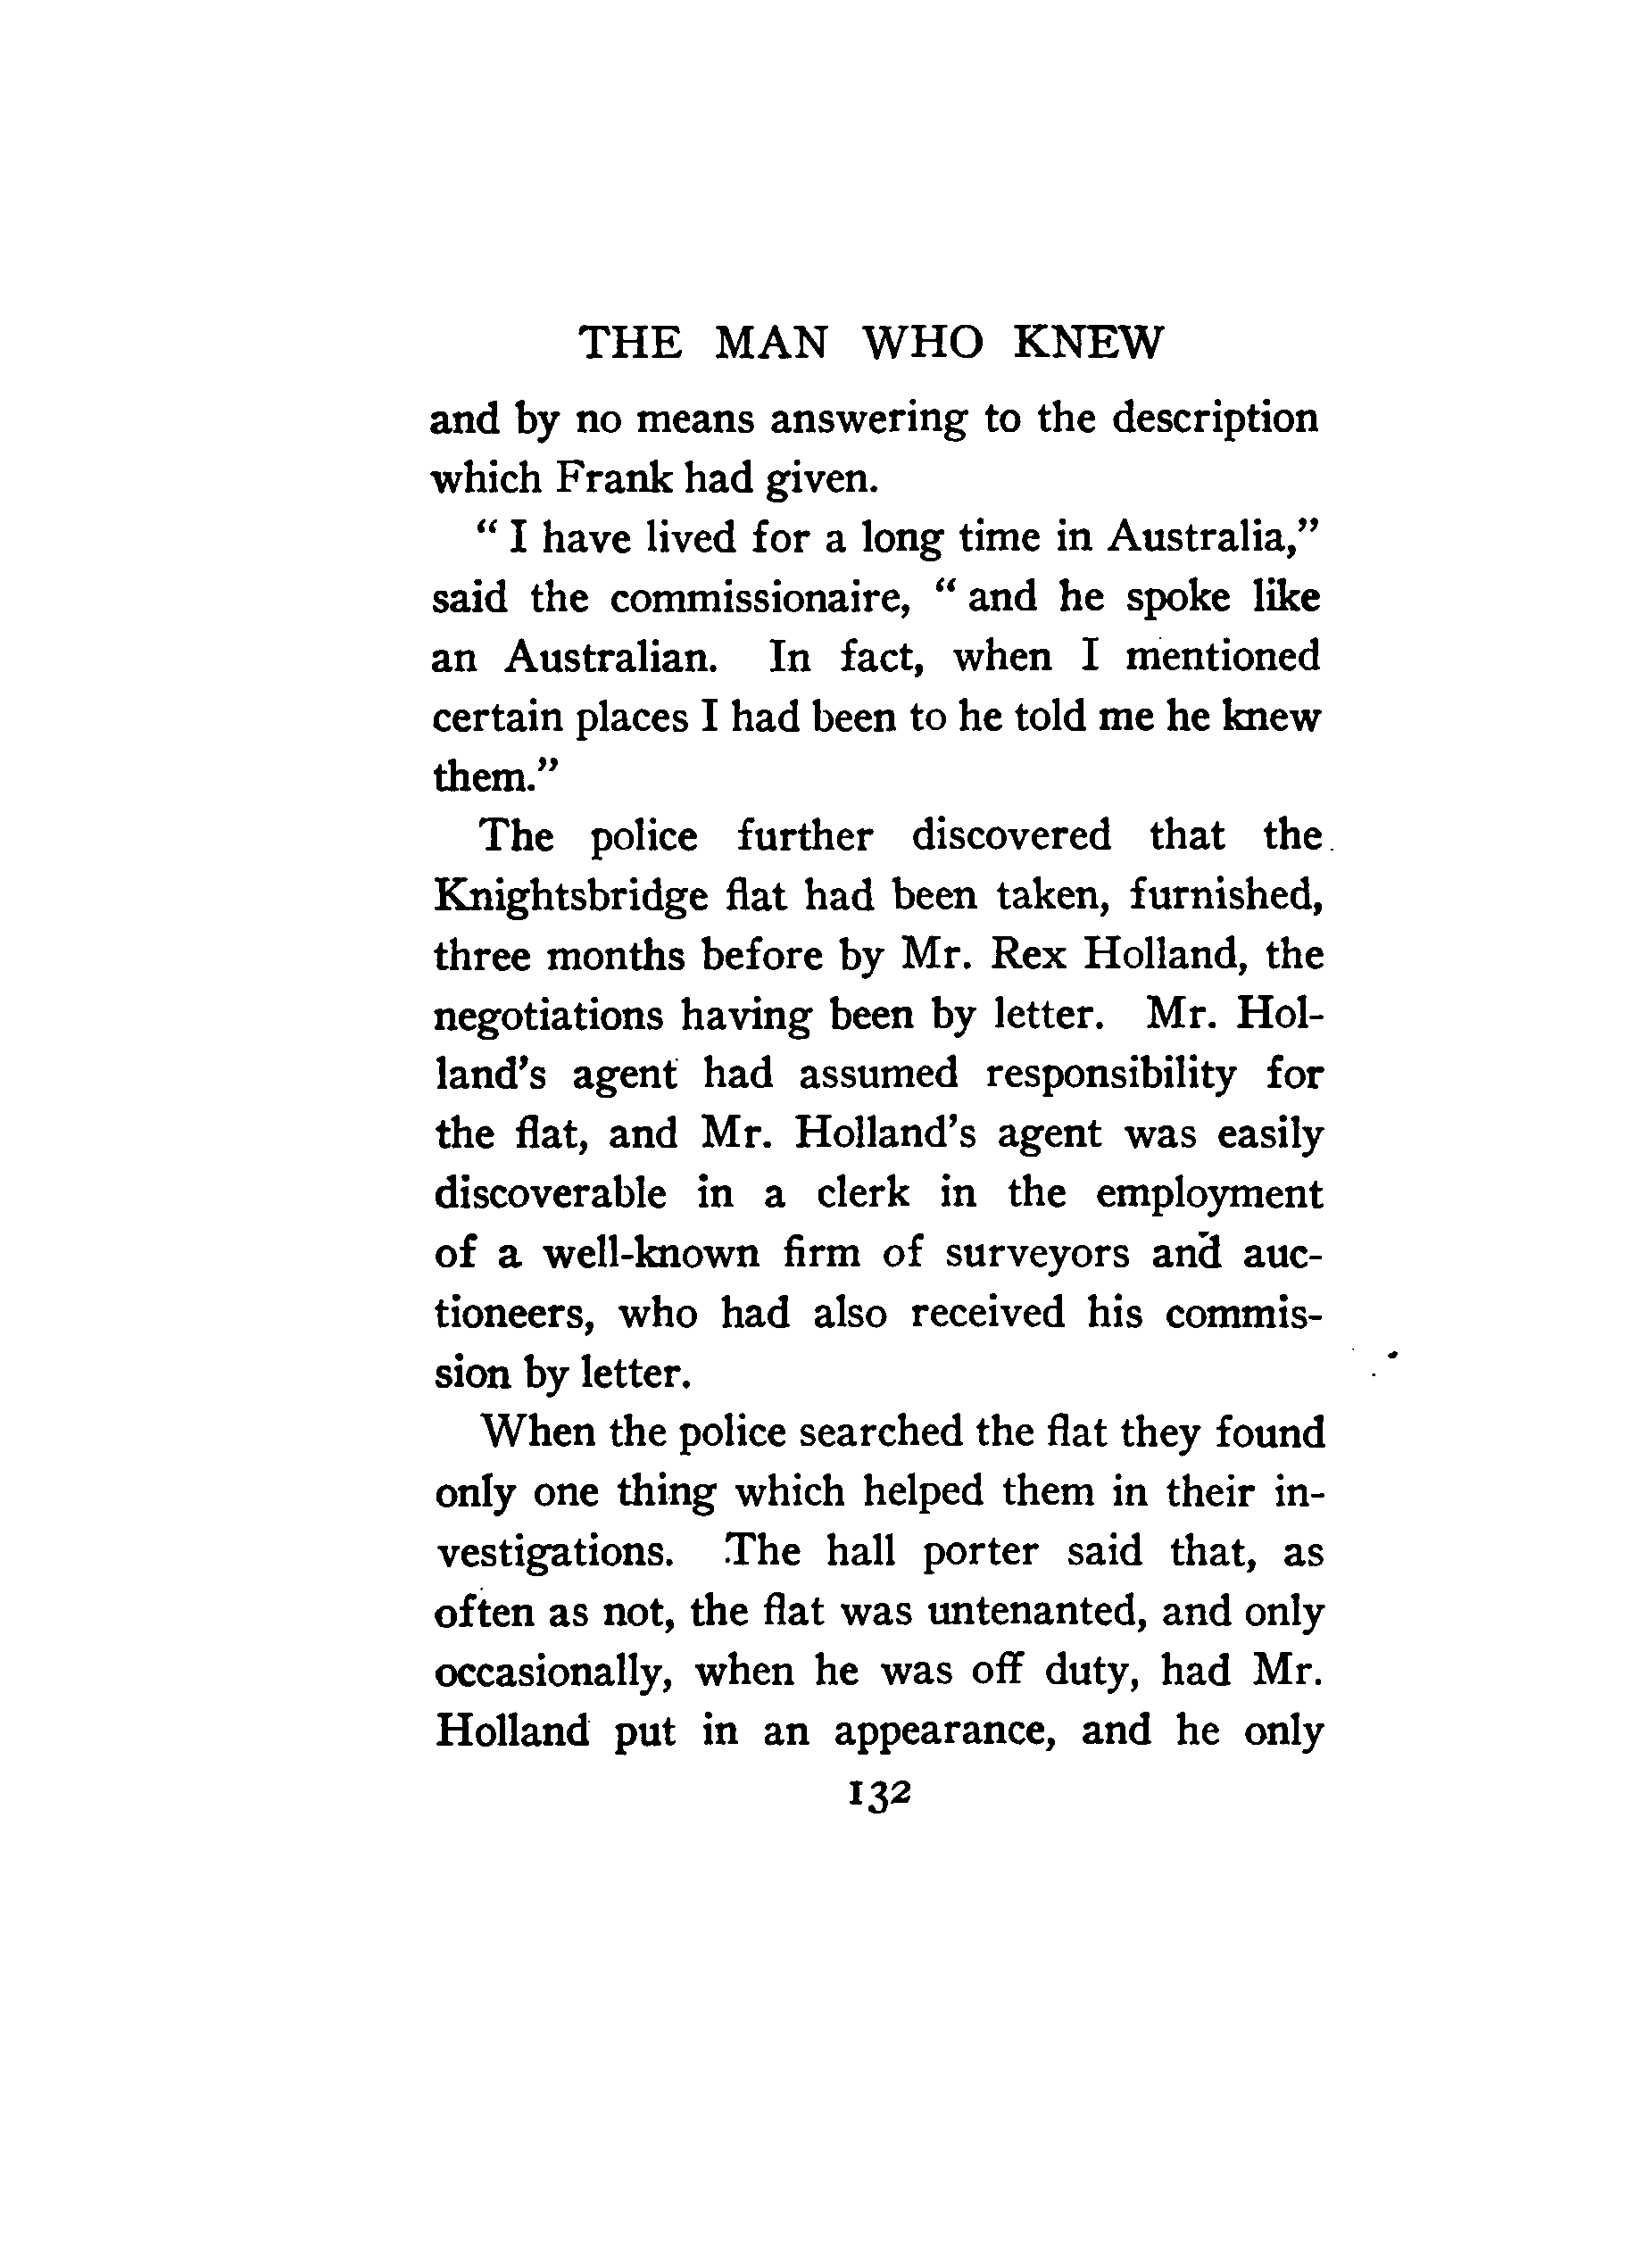 THE MAN WHO KNEW
and by no means answering to the description
which Frank had given.
“ I have lived for a long time in Australia,”
said the commissionaire, “ and he spoke like
an Australian. In fact, when I mentioned
certain places I had been to he told me he knew
them.”
The police further discovered that the
Knightsbridge flat had been taken, furnished,
three months before by Mr. Rex Holland, the
negotiations having been by letter. Mr. Hol-
land’s agent had assumed responsibility for
the flat, and Mr. Holland’s agent was easily
discoverable in a clerk in the employment
of a well-known firm of surveyors and auc-
tioneers, who had also received his commis-
sion by letter.
When the police searched the flat they found
only one thing which helped them in their in-
vestigations. The hall porter said that, as
often as not, the flat was untenanted, and only
occasionally, when he was off duty, had Mr.
Holland put in an appearance, and he only
132